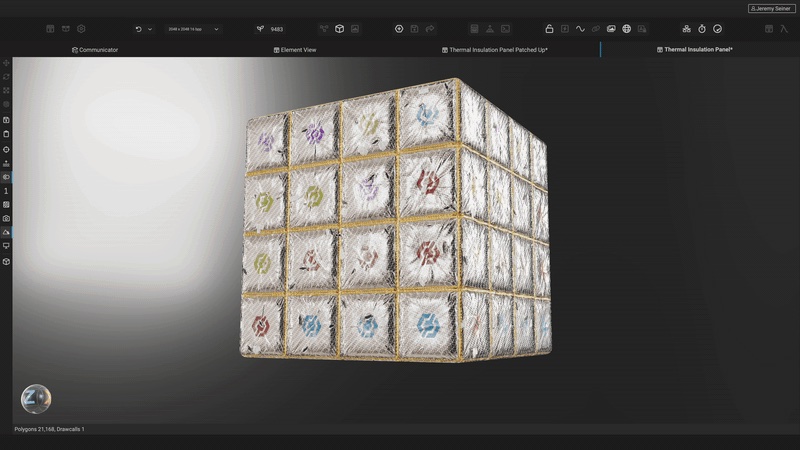 Jeremy Seiner
2048 x 2048 16 bpp
9483
Communicator
Element View
Thermal Insulation Panel Patched Up*
Thermal Insulation Panel*
1
Z
Polygons 21,168, Drawcalls 1